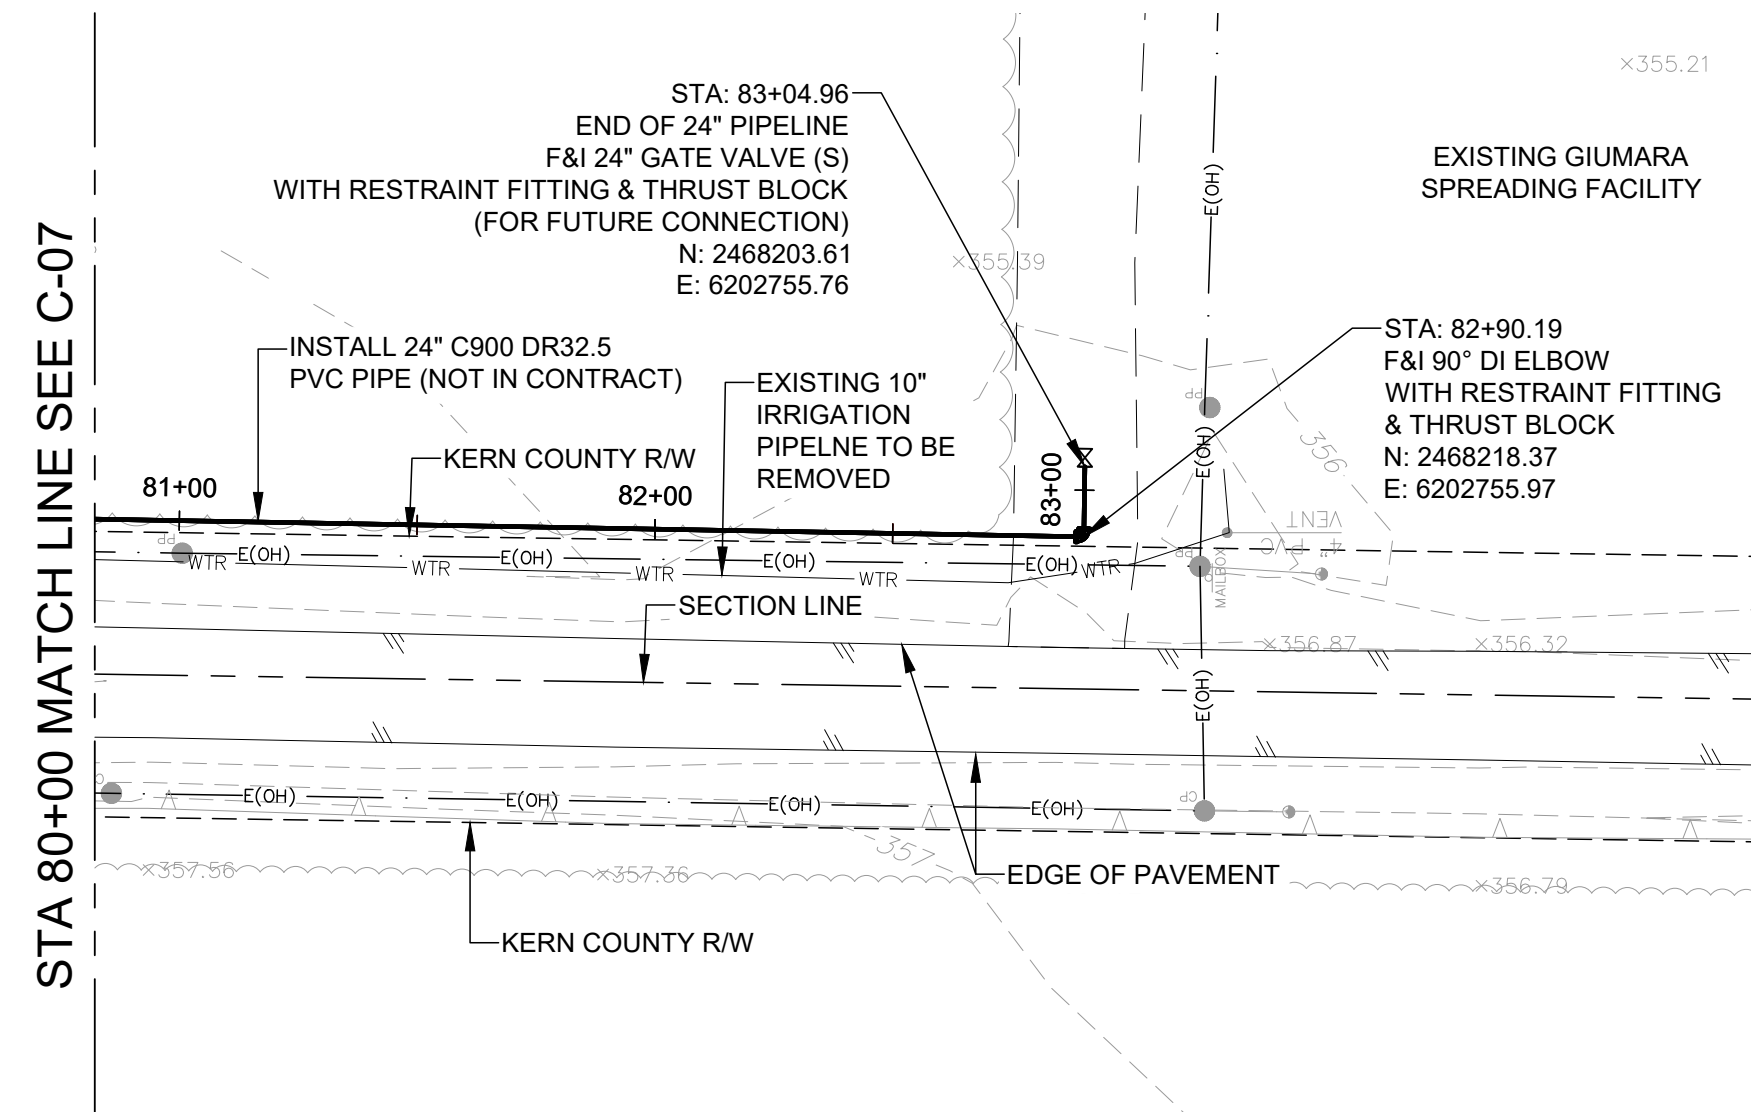 STA 80+00 MATCH LINE SEE C-07
×355.21
STA: 83+04.96
END OF 24" PIPELINE
F&I 24" GATE VALVE (S)
WITH RESTRAINT FITTING & THRUST BLOCK
(FOR FUTURE CONNECTION)
N: 2468203.61
E: 6202755.76
EXISTING GIUMARA
SPREADING FACILITY
E(OH)
×355.39
STA: 82+90.19
F&I 90° DI ELBOW
WITH RESTRAINT FITTING
& THRUST BLOCK
N: 2468218.37
E: 6202755.97
INSTALL 24" C900 DR32.5
PVC PIPE (NOT IN CONTRACT)
EXISTING 10"
IRRIGATION
PIPELNE TO BE
REMOVED
KERN COUNTY R/W
81+00
82+00
83+00
PP
E(OH)
356
4" PVC
VENT
PP
E(OH)
E(OH)
E(OH)
E(OH)
PP
WTR
WTR
WTR
WTR
WTR
MAILBOX
SECTION LINE
×356.87
×356.32
E(OH)
E(OH)
E(OH)
E(OH)
E(OH)
CP
357
×357.56
×357.36
EDGE OF PAVEMENT
×356.79
KERN COUNTY R/W